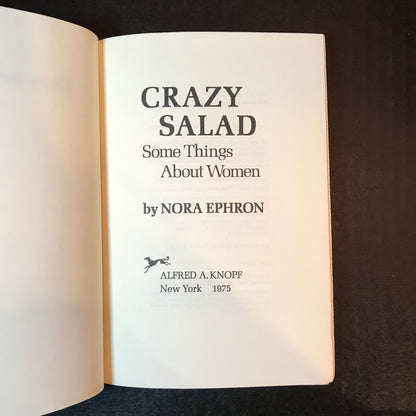 CRAZY
SALAD
Some Things
About Women
by NORA EPHRON
ALFRED A. KNOPF
New York 1975